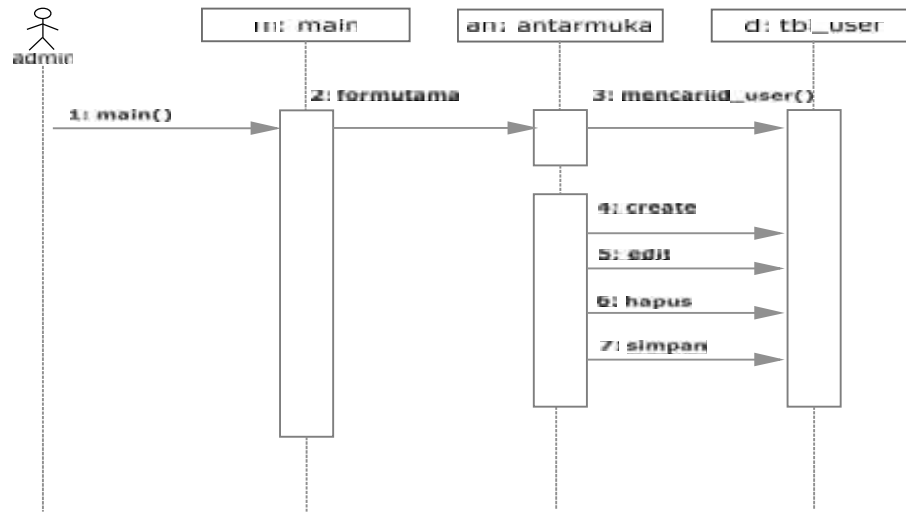 m: main
an: antarmuka
d: tbl_user
admin
2: formutama
3: mencariid_user()
1: main()
4: create
5: edit
6: hapus
7: simpan